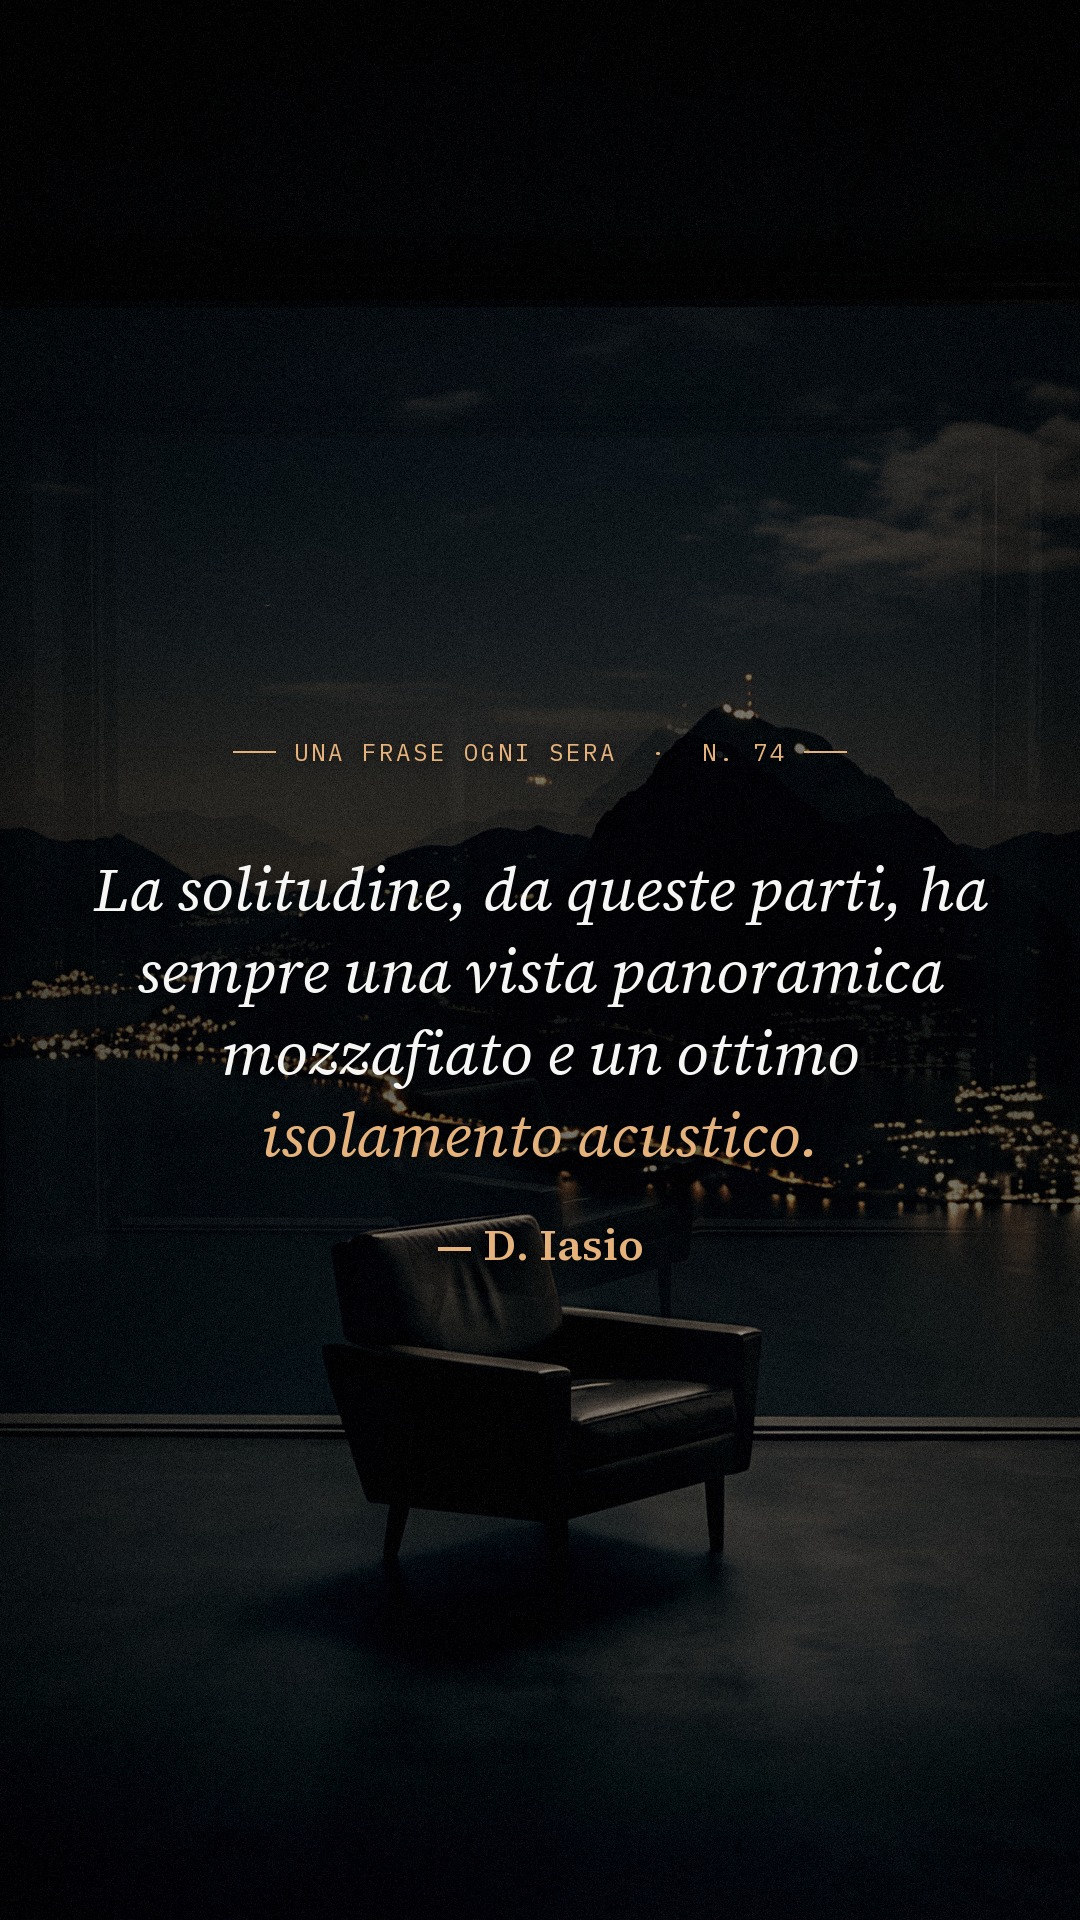 UNA FRASE OGNI SERA · N. 74
La solitudine, da queste parti, ha
sempre una vista panoramica
mozzafiato e un ottimo
isolamento acustico.
— D. Iasio